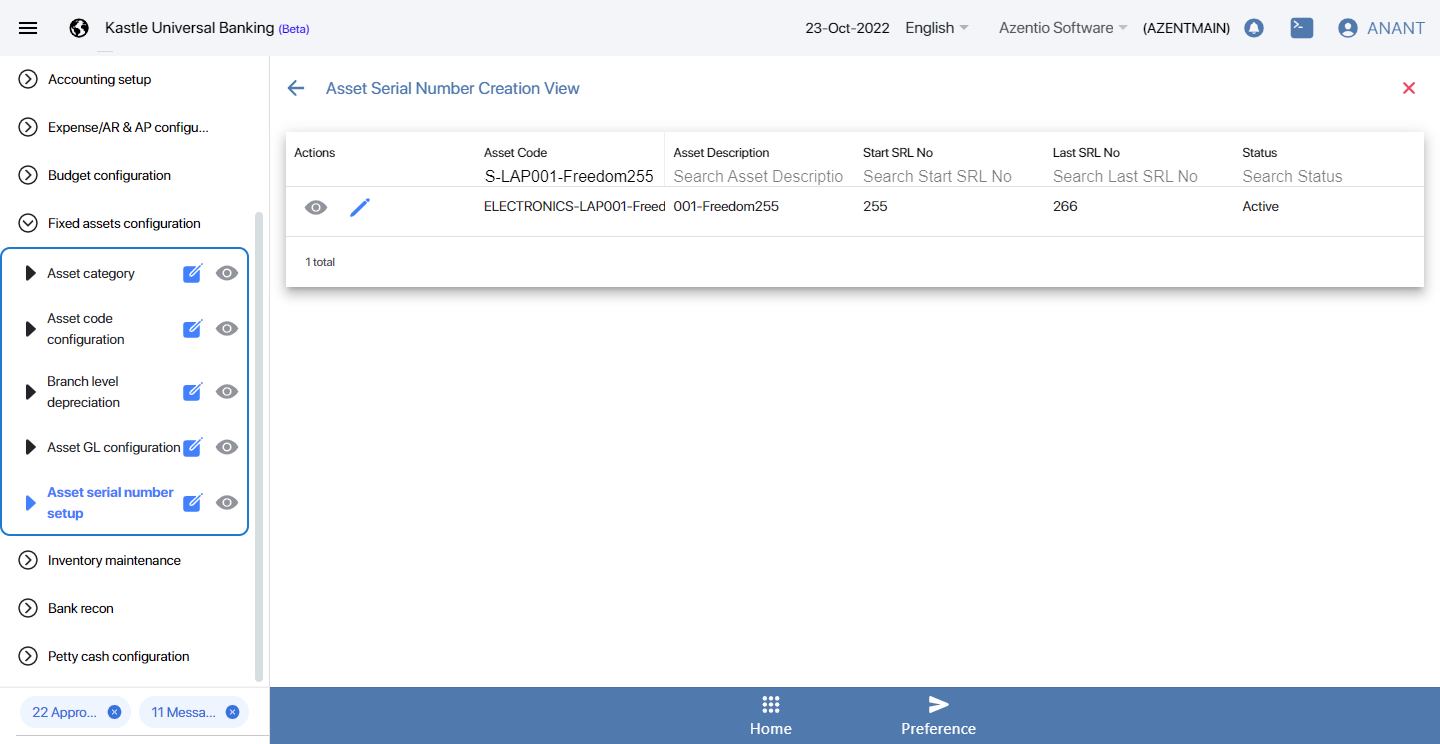 Kastle Universal Banking (Beta)
23-Oct-2022 English Azentio Software (AZENTMAIN) ANANT
Accounting setup
Expense/AR & AP configu...
Budget configuration
Fixed assets configuration
Asset category
Asset code
configuration
Branch level
depreciation
Asset GL configuration
Asset serial number
setup
Inventory maintenance
Bank recon
Petty cash configuration
22 Appro... 11 Messa...
Asset Serial Number Creation View
Actions Asset Code Asset Description Start SRL No Last SRL No Status
S-LAP001-Freedom255 Search Asset Descriptio Search Start SRL No Search Last SRL No Search Status
ELECTRONICS-LAP001-Freed 001-Freedom255 255 266 Active
1 total
Home Preference